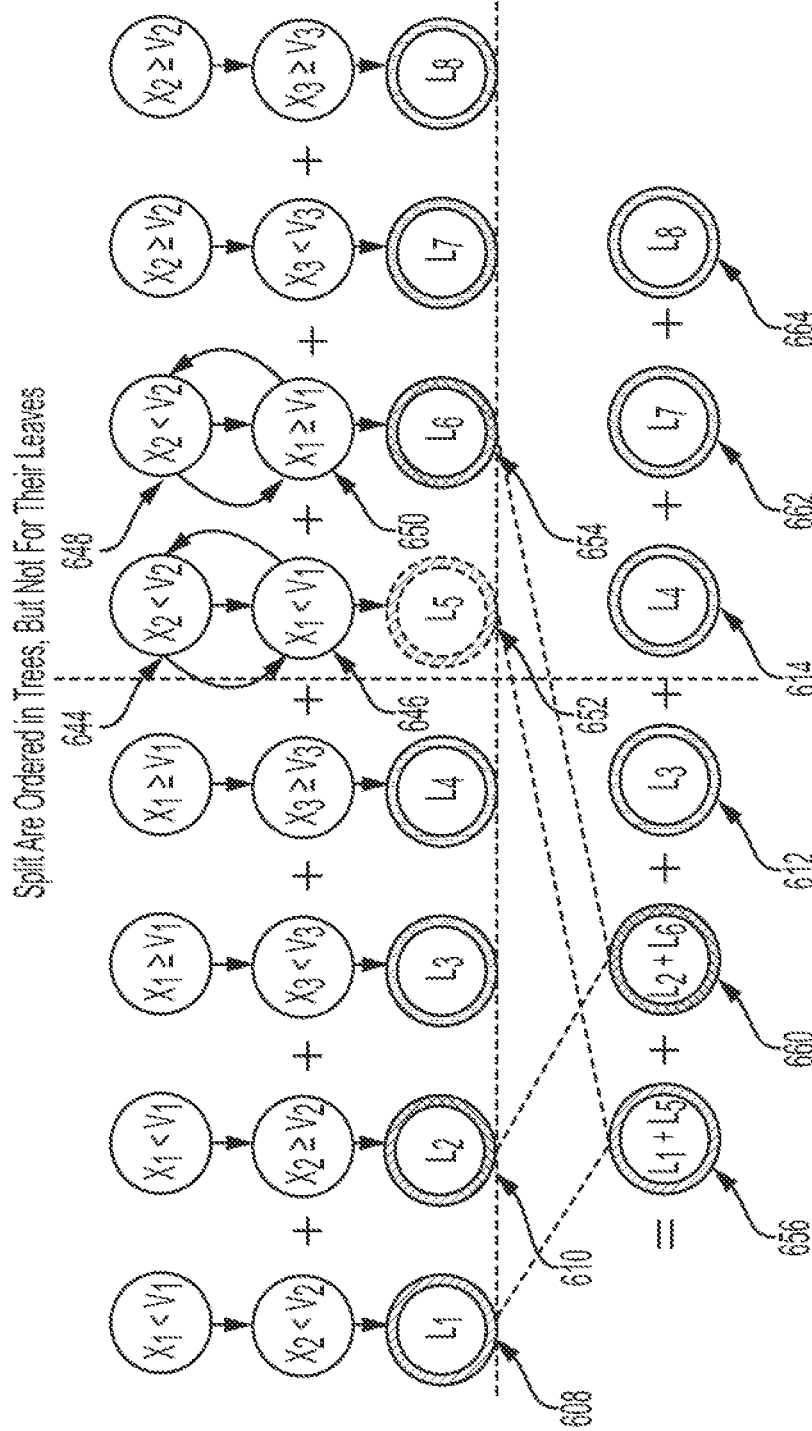 Split Are Ordered in Trees, But Not For Their Leaves
644 648
X1 < V1 X1 < V1 X1 ≥ V1 X1 ≥ V1 X2 < V2 X2 < V2 X2 ≥ V2 X2 ≥ V2
X2 < V2 + X2 ≥ V2 + X3 < V3 + X3 ≥ V3 + X1 < V1 + X1 ≥ V1 + X3 < V3 + X3 ≥ V3
646 650
L1 L2 L3 L4 L5 L6 L7 L8
608 610 652 654
= L1 + L5 + L2 + L6 + L3 + L4 + L7 + L8
656 660 612 614 662 664